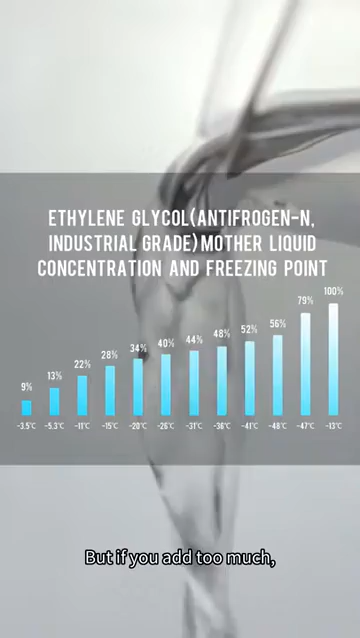 ETHYLENE GLYCOL(ANTIFROGEN-N,
INDUSTRIAL GRADE) MOTHER LIQUID
CONCENTRATION AND FREEZING POINT
9% 13% 22% 28% 34% 40% 44% 48% 52% 56% 79% 100%
-3.5℃ -5.3℃ -11℃ -15℃ -20℃ -26℃ -31℃ -36℃ -41℃ -48℃ -47℃ -13℃
But if you add too much,